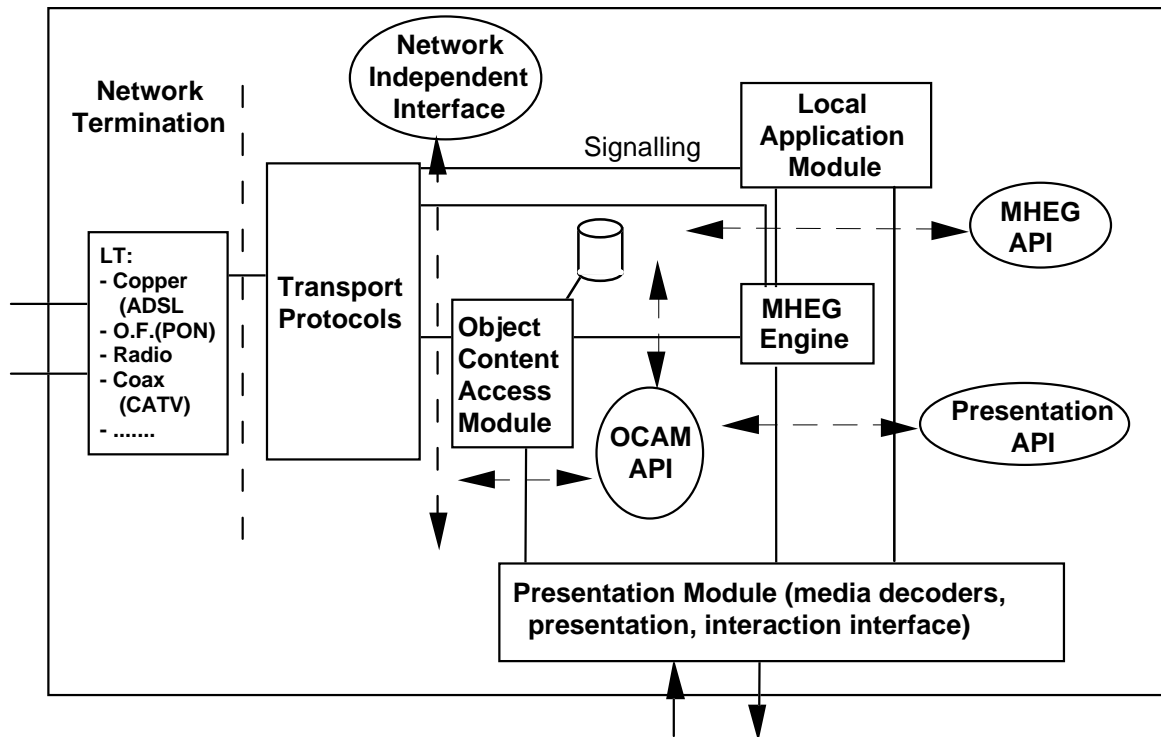 Network
Independent
Interface
Network
Termination
Signalling
Local
Application
Module
MHEG
API
LT:
- Copper
(ADSL
- O.F.(PON)
- Radio
- Coax
(CATV)
- .......
Transport
Protocols
Object
Content
Access
Module
MHEG
Engine
OCAM
API
Presentation
API
Presentation Module (media decoders,
presentation, interaction interface)